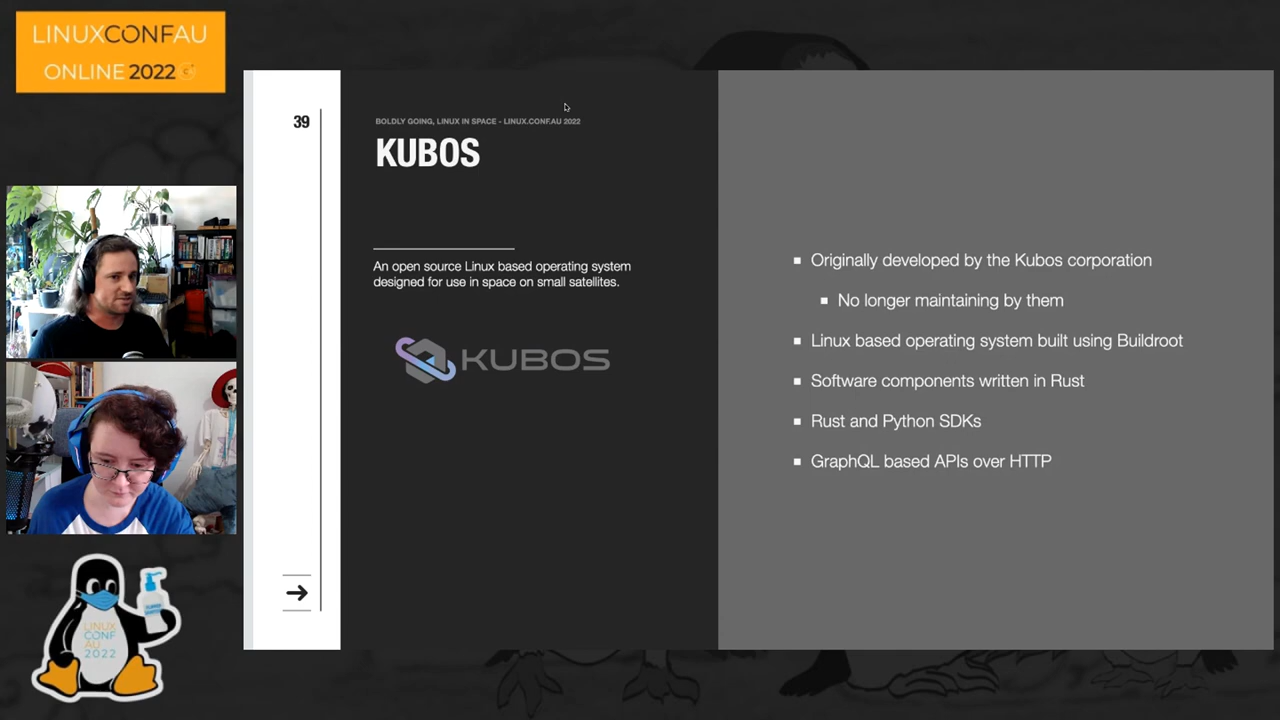 LINUXCONFAU
ONLINE 2022
39
BOLDLY GOING, LINUX IN SPACE - LINUX.CONF.AU 2022
KUBOS
An open source Linux based operating system
designed for use in space on small satellites.
KUBOS
Originally developed by the Kubos corporation
No longer maintaining by them
Linux based operating system built using Buildroot
Software components written in Rust
Rust and Python SDKs
GraphQL based APIs over HTTP
LINUX
CONF
AU
2022